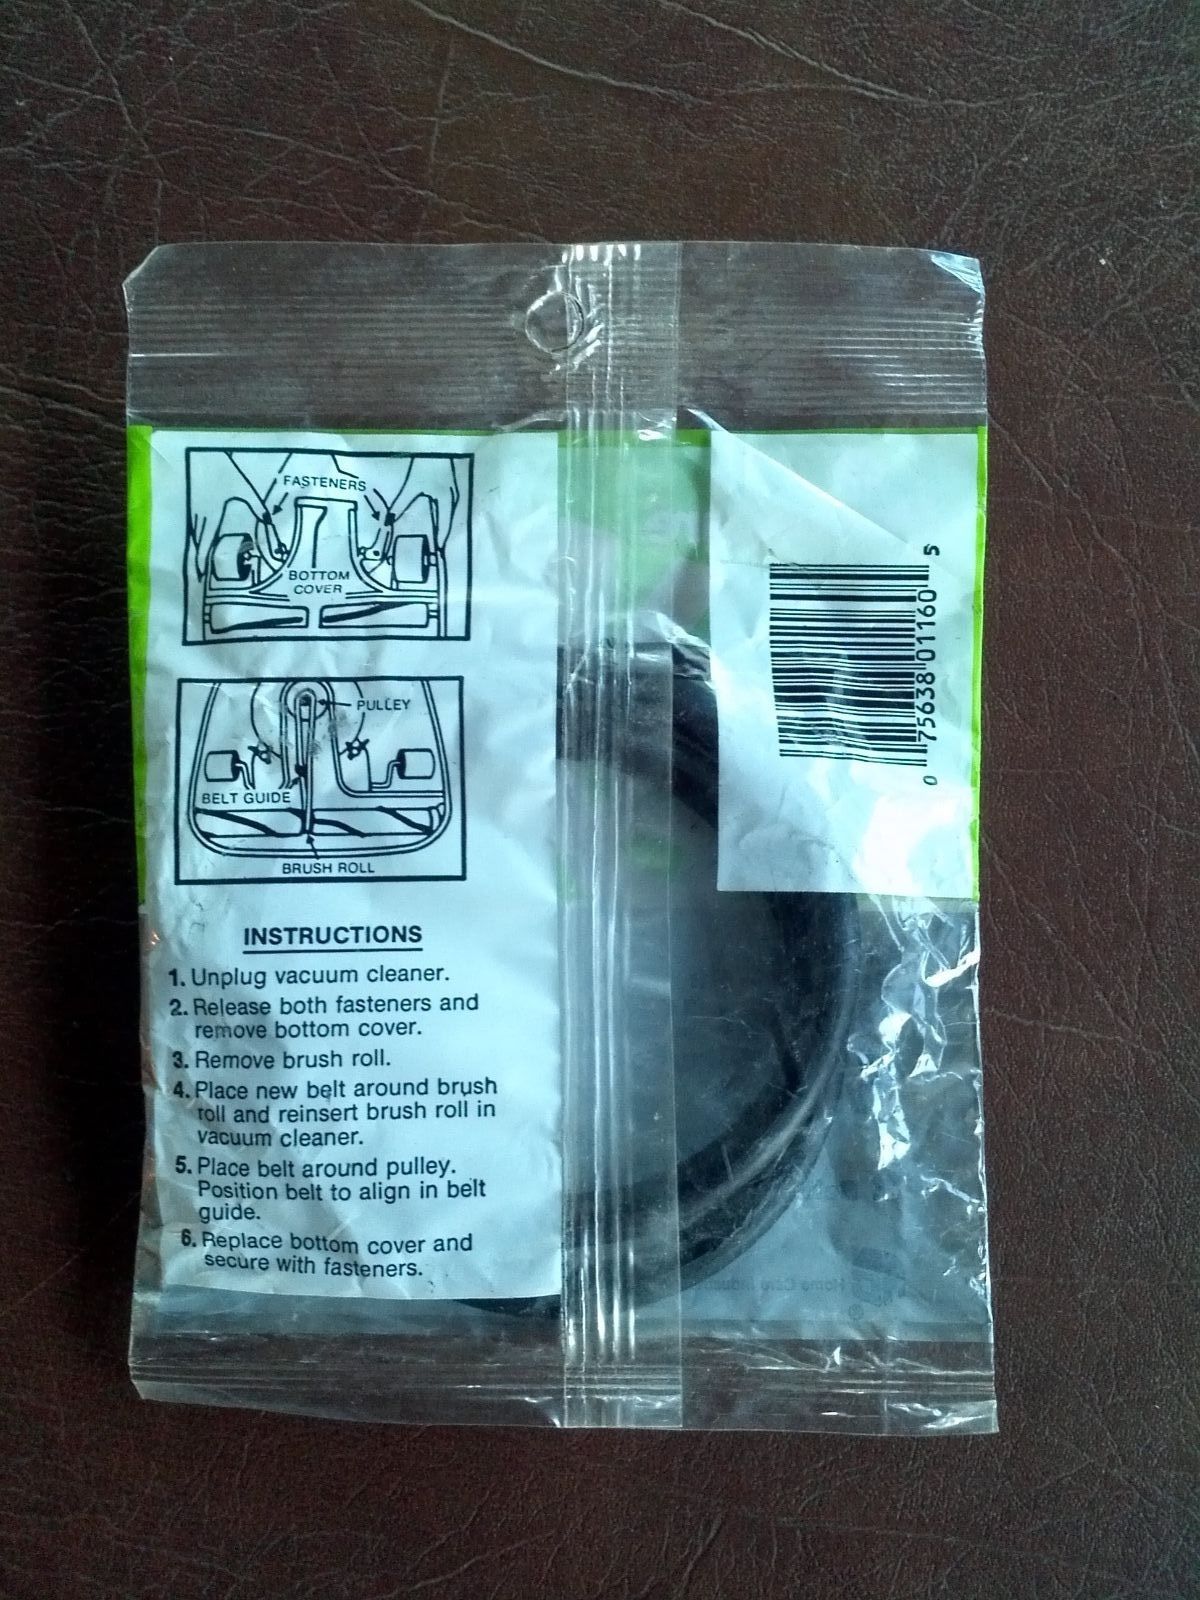 FASTENERS
BOTTOM
COVER
PULLEY
BELT GUIDE
BRUSH ROLL
INSTRUCTIONS
1. Unplug vacuum cleaner.
2. Release both fasteners and
remove bottom cover.
3. Remove brush roll.
4. Place new belt around brush
roll and reinsert brush roll in
vacuum cleaner.
5. Place belt around pulley.
Position belt to align in belt
guide.
6. Replace bottom cover and
secure with fasteners.
0 75638 01160 5